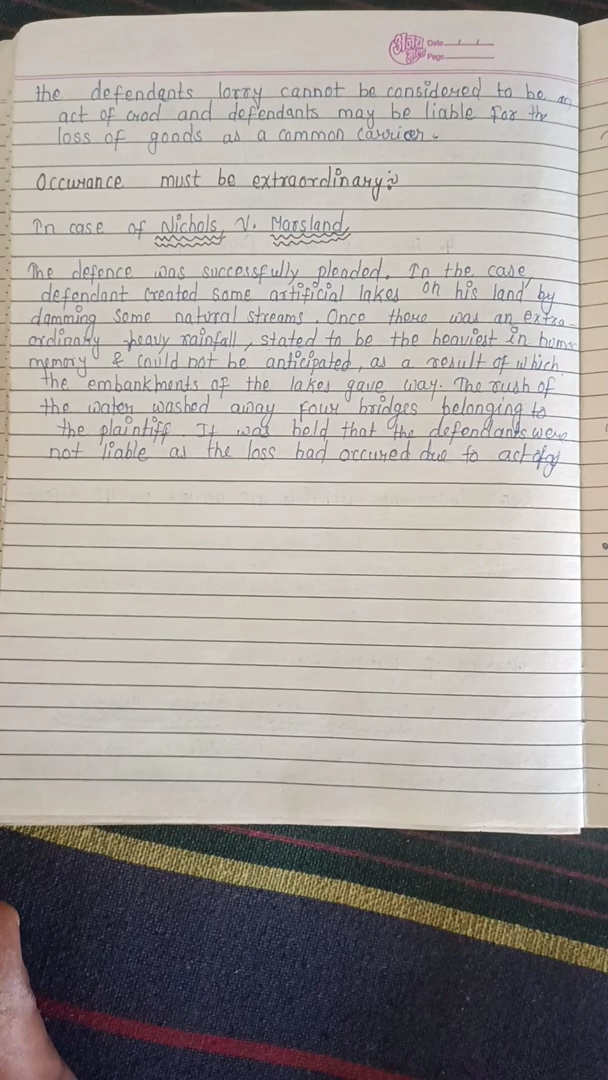 Date / /
Page
the defendants lorry cannot be considered to be an
act of God and defendants may be liable for the
loss of goods as a common carrier.
Occurance must be extraordinary:-
In case of Nichols, V. Marsland,
The defence was successfully pleaded. In the case,
defendant created some artificial lakes on his land by
damming some natural streams. Once there was an extra-
ordinary heavy rainfall, stated to be the heaviest in human
memory & could not be anticipated, as a result of which
the embankments of the lakes gave way. The rush of
the water washed away four bridges belonging to
the plaintiff. It was held that the defendants were
not liable as the loss had occured due to act of